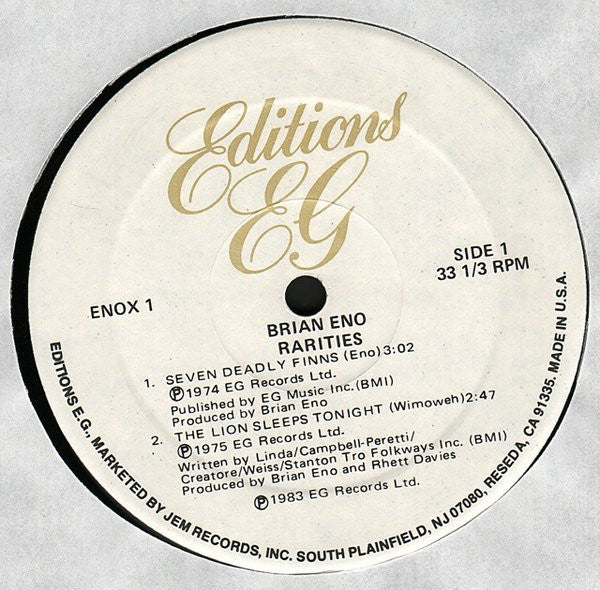 Editions
EG
SIDE 1
33 1/3 RPM
ENOX 1
BRIAN ENO
RARITIES
1. SEVEN DEADLY FINNS (Eno) 3:02
Ⓟ1974 EG Records Ltd.
Published by EG Music Inc. (BMI)
Produced by Brian Eno
2. THE LION SLEEPS TONIGHT (Wimoweh) 2:47
Ⓟ1975 EG Records Ltd.
Written by Linda/Campbell-Peretti/
Creatore/Weiss/Stanton Tro Folkways Inc. (BMI)
Produced by Brian Eno and Rhett Davies
Ⓟ1983 EG Records Ltd.
EDITIONS E.G., MARKETED BY JEM RECORDS, INC. SOUTH PLAINFIELD, NJ 07080, RESEDA, CA 91335. MADE IN U.S.A.